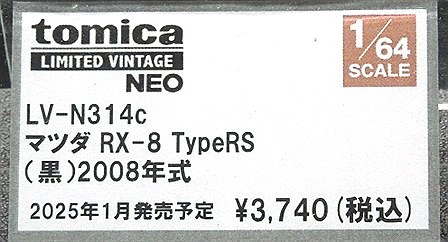 tomica
LIMITED VINTAGE
NEO
1/64
SCALE
LV-N314c
マツダ RX-8 TypeRS
(黒)2008年式
2025年1月発売予定 ¥3,740(税込)